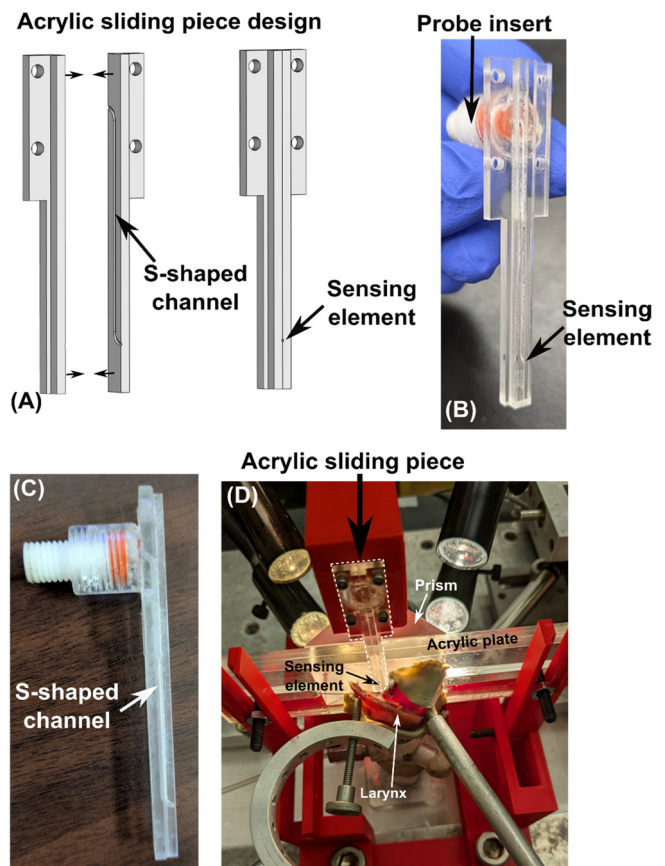 Acrylic sliding piece design
S-shaped
channel
Sensing
element
(A)
Probe insert
Sensing
element
(B)
(C)
S-shaped
channel
Acrylic sliding piece
(D)
Prism
Acrylic plate
Sensing
element
Larynx